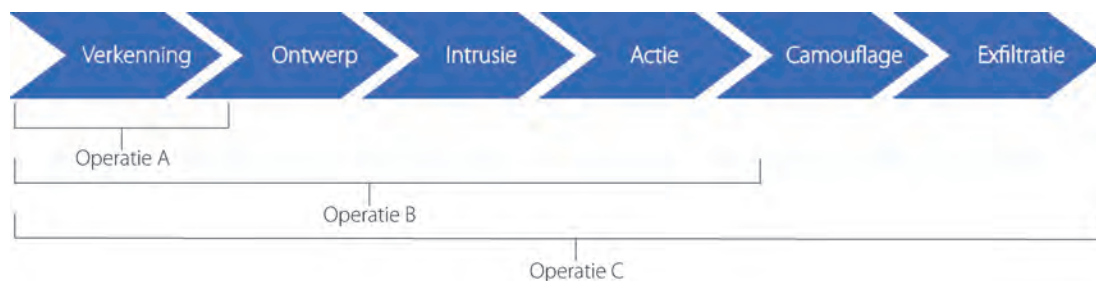 Verkenning Ontwerp Intrusie Actie Camouflage Exfiltratie
Operatie A
Operatie B
Operatie C